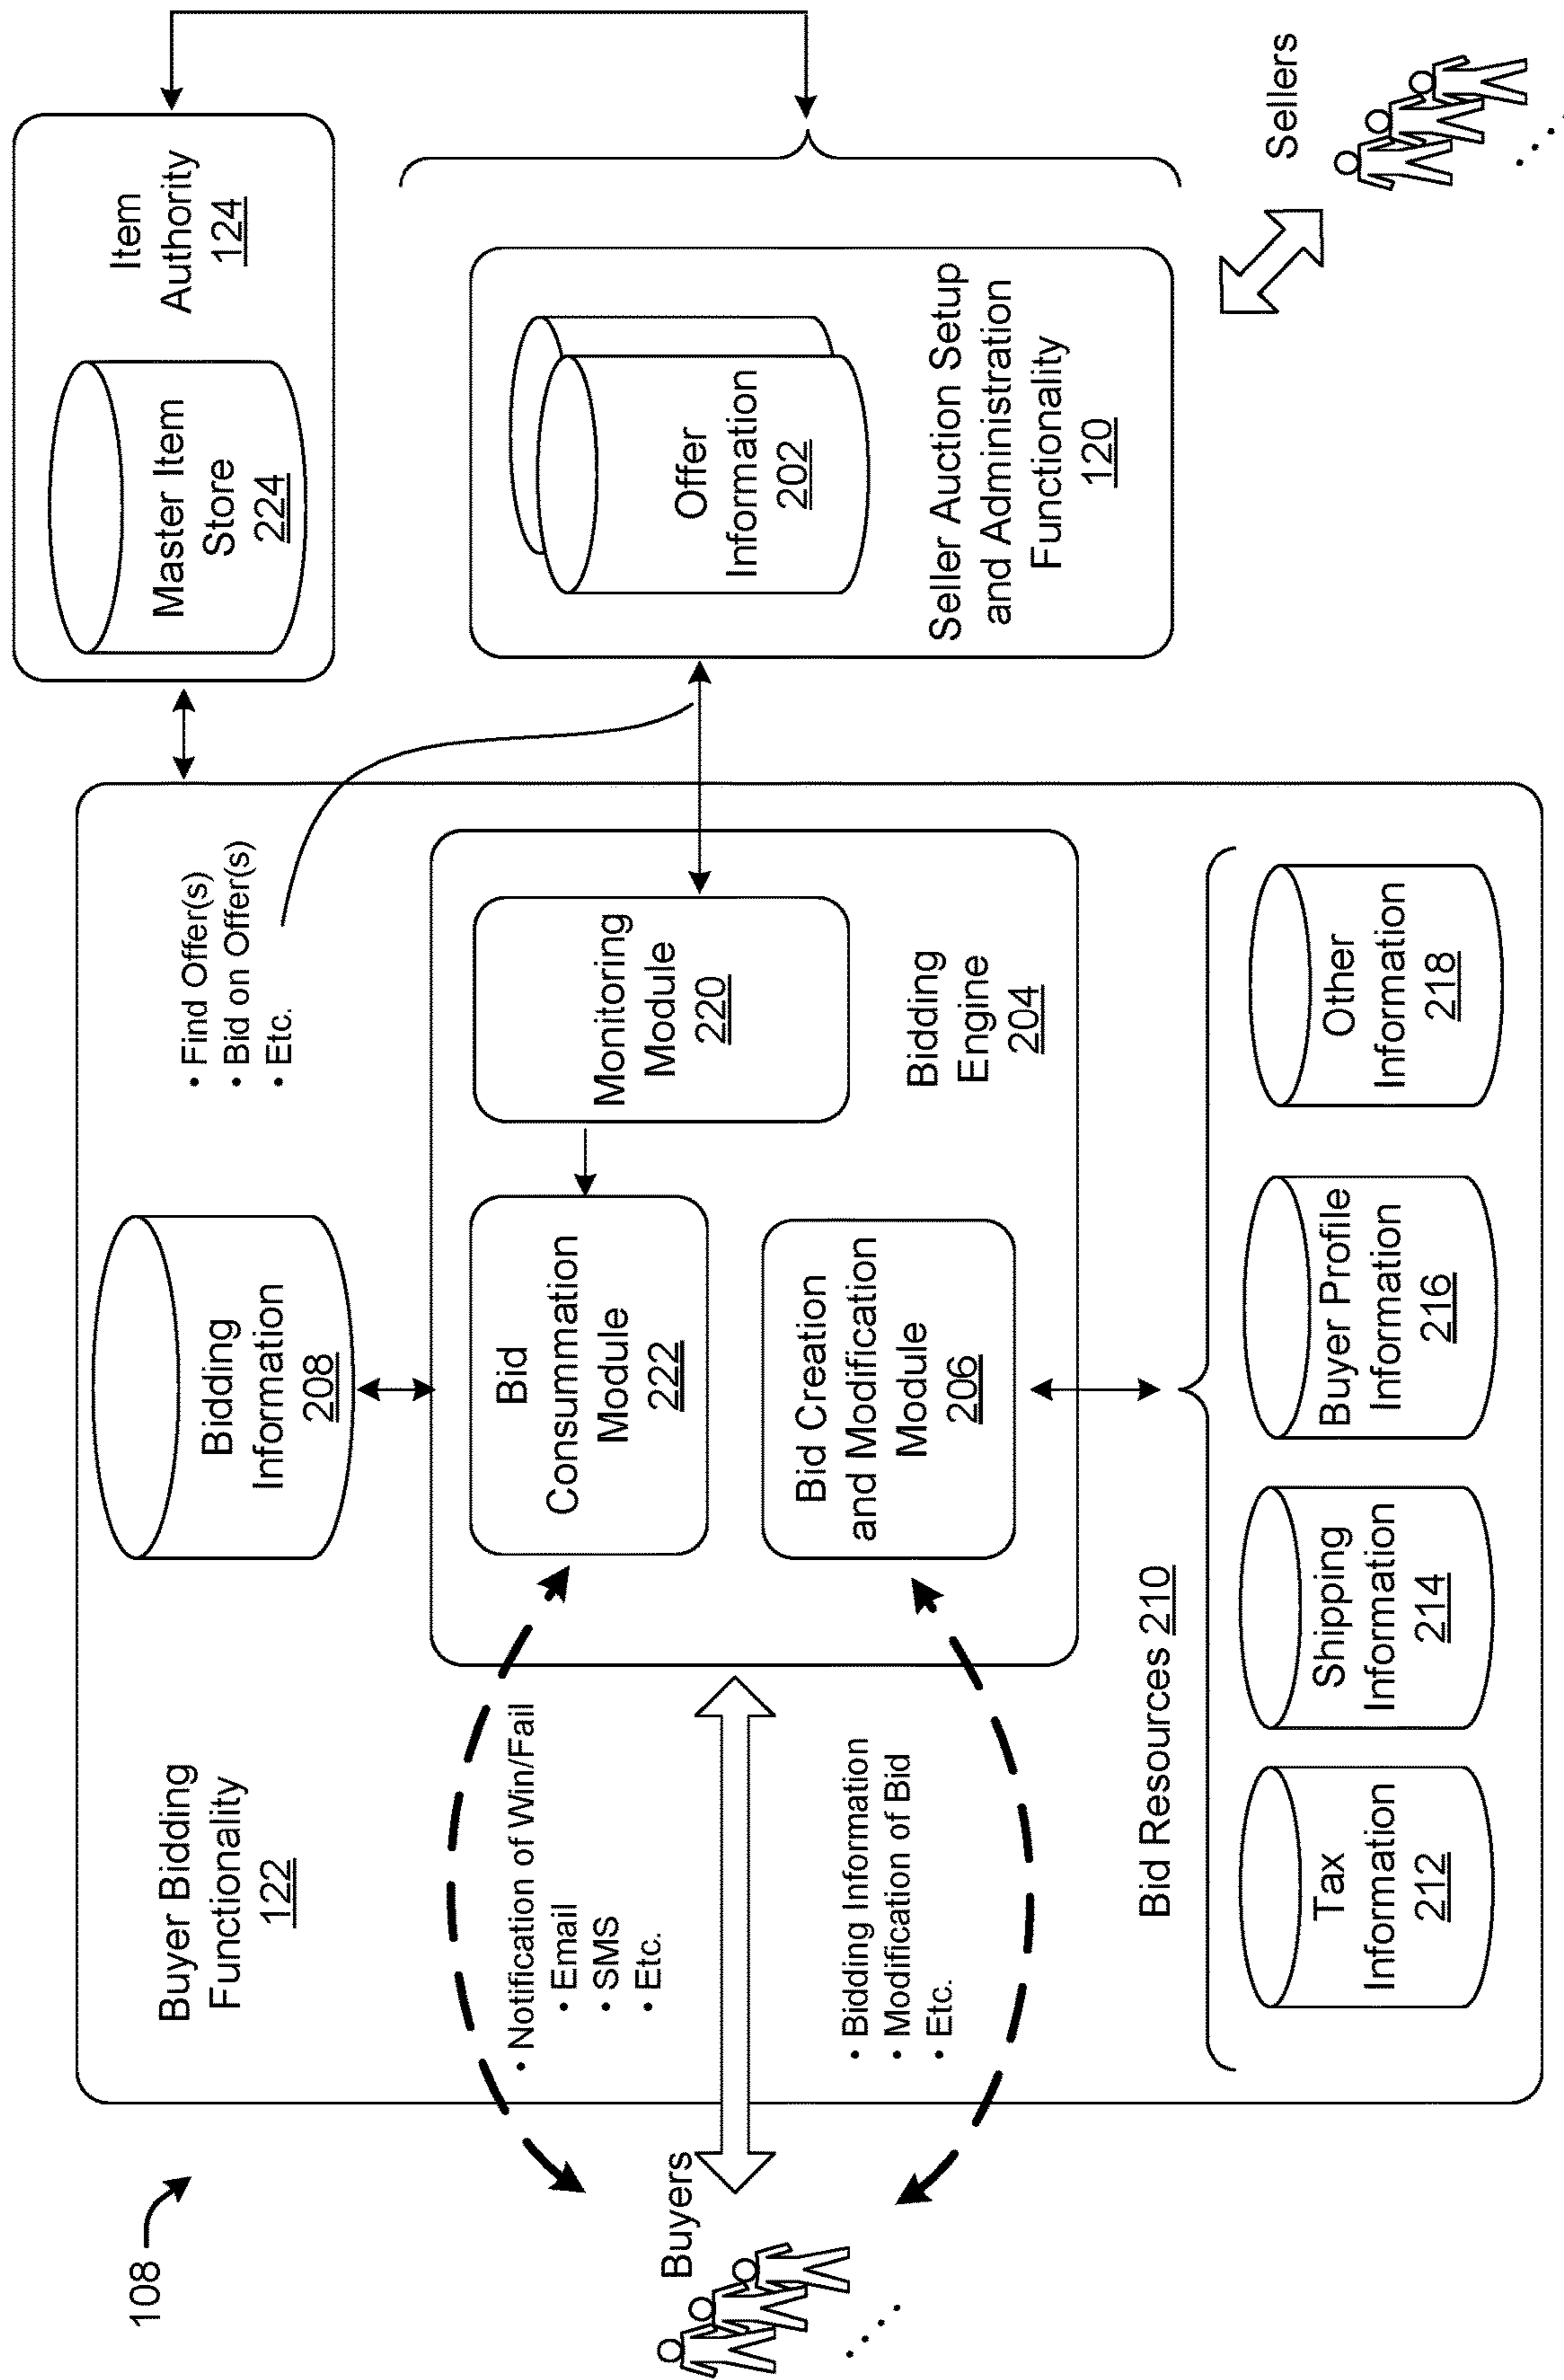 108
Buyer Bidding
Functionality
122
Bidding
Information
208
• Find Offer(s)
• Bid on Offer(s)
• Etc.
Master Item
Store
224
Item
Authority
124
Buyers
• Notification of Win/Fail
• Email
• SMS
• Etc.
• Bidding Information
• Modification of Bid
• Etc.
Bid
Consummation
Module
222
Monitoring
Module
220
Bid Creation
and Modification
Module
206
Bidding
Engine
204
Offer
Information
202
Seller Auction Setup
and Administration
Functionality
120
Sellers
Bid Resources 210
Tax
Information
212
Shipping
Information
214
Buyer Profile
Information
216
Other
Information
218